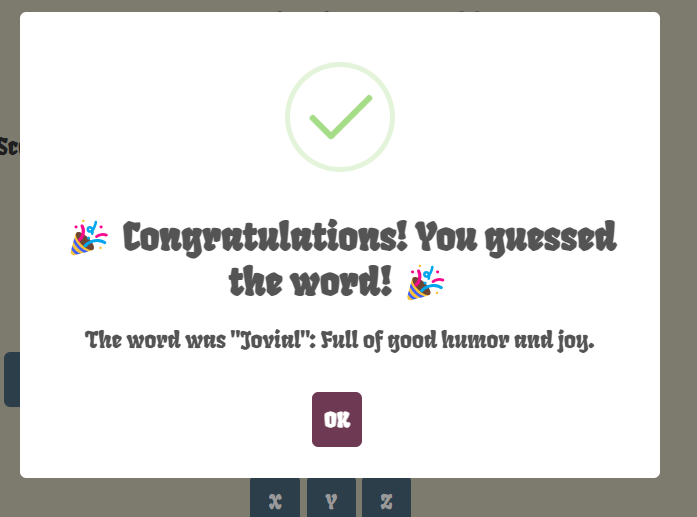 Sc
🎉 Congratulations! You guessed
the word! 🎉
The word was "Jovial": Full of good humor and joy.
OK
X Y Z